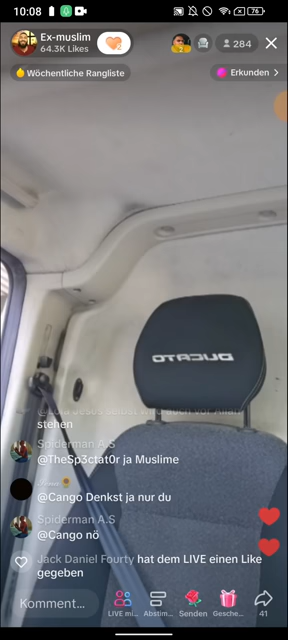 10:08
76
Ex-muslim
64.3K Likes
284
Wöchentliche Rangliste
Erkunden >
DUCATO
stehen
Spiderman A.S
@TheSp3ctat0r ja Muslime
@Cango Denkst ja nur du
Spiderman A.S
@Cango nö
Jack Daniel Fourty hat dem LIVE einen Like
gegeben
Komment...
LIVE mi...
Abstim...
Senden
Gesche...
41